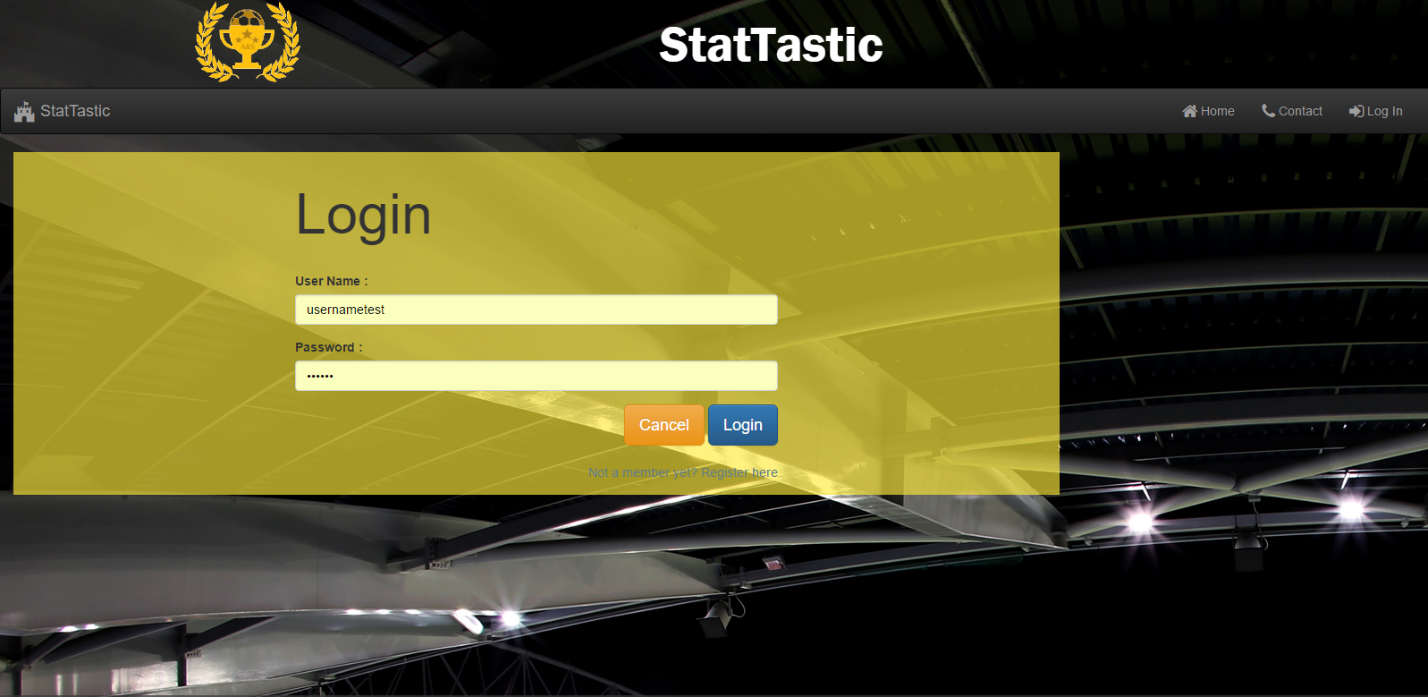 StatTastic
StatTastic
Home
Contact
Log In
Login
User Name :
usernametest
Password :
••••••
Cancel
Login
Not a member yet? Register here